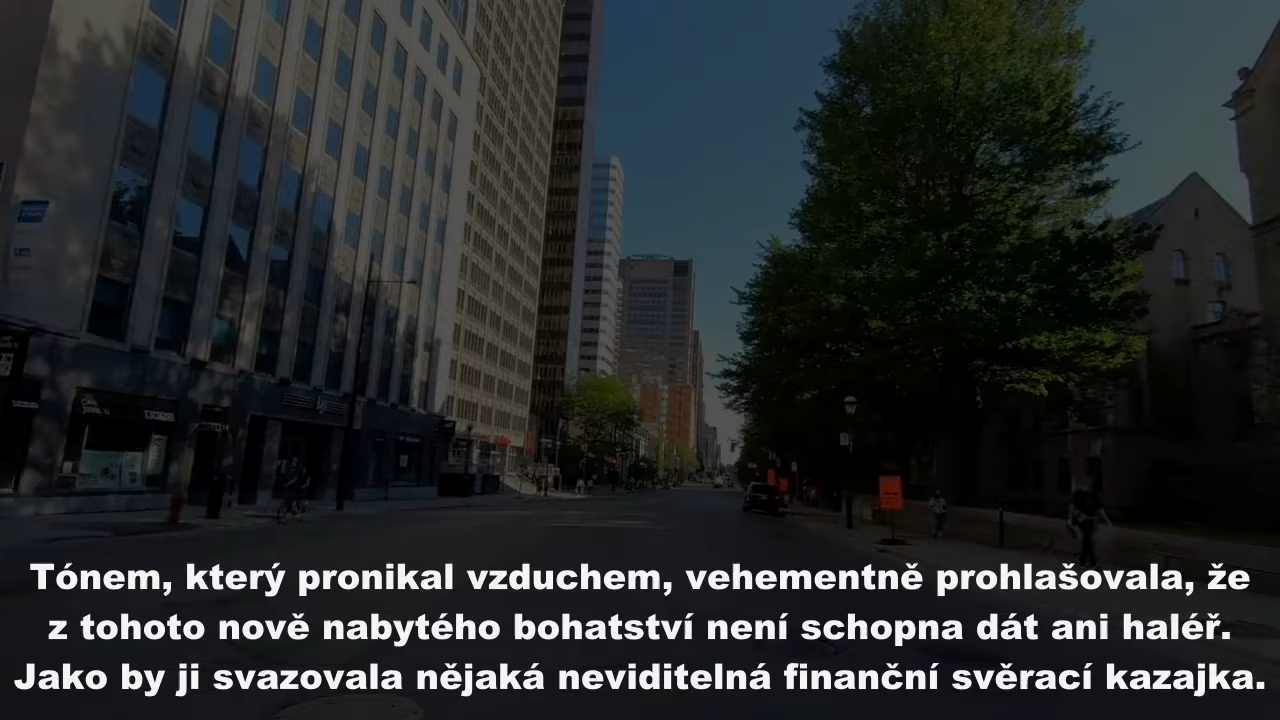 Tónem, který pronikal vzduchem, vehementně prohlašovala, že
z tohoto nově nabytého bohatství není schopna dát ani haléř.
Jako by ji svazovala nějaká neviditelná finanční svěrací kazajka.